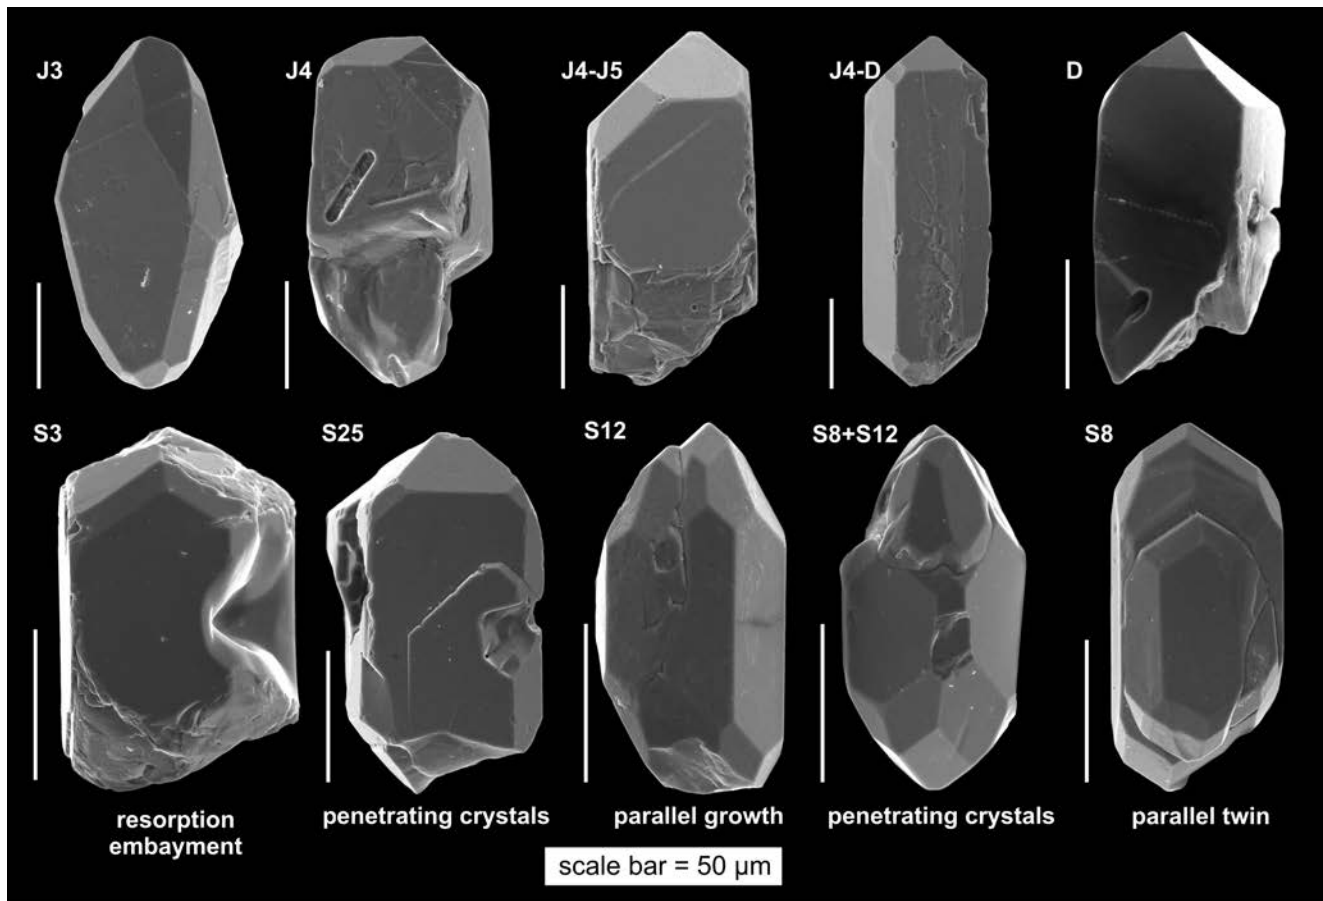 J3
J4
J4-J5
J4-D
D
S3
S25
S12
S8+S12
S8
resorption
embayment
penetrating crystals
parallel growth
penetrating crystals
parallel twin
scale bar = 50 µm